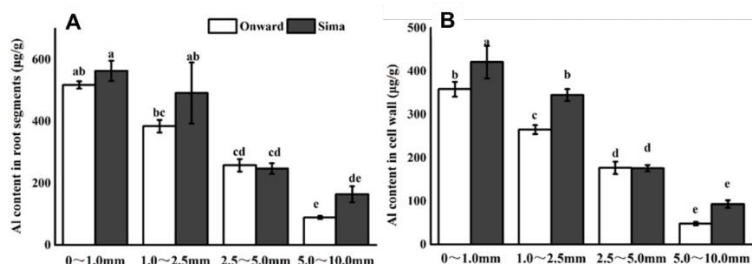 A
Onward Sima
Al content in root segments (μg/g)
600
400
200
0
ab a
bc ab
cd cd
e de
0～1.0mm 1.0～2.5mm 2.5～5.0mm 5.0～10.0mm
B
Al content in cell wall (μg/g)
500
400
300
200
100
0
b a
c b
d d
e e
0～1.0mm 1.0～2.5mm 2.5～5.0mm 5.0～10.0mm